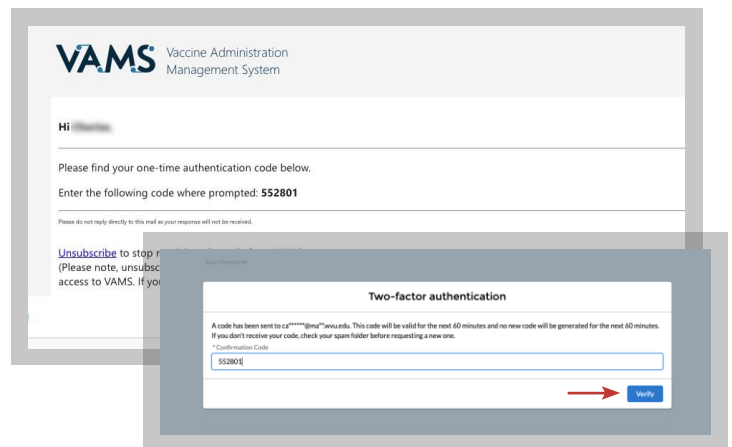 VAMS
Vaccine Administration
Management System
Hi
Please find your one-time authentication code below.
Enter the following code where prompted: 552801
Please do not reply directly to this mail as your response will not be received.
Unsubscribe to stop
(Please note, unsubsc
access to VAMS. If yo
Your Username
Two-factor authentication
A code has been sent to ca******@ma**.wvu.edu. This code will be valid for the next 60 minutes and no new code will be generated for the next 60 minutes.
If you don't receive your code, check your spam folder before requesting a new one.
* Confirmation Code
552801
Verify